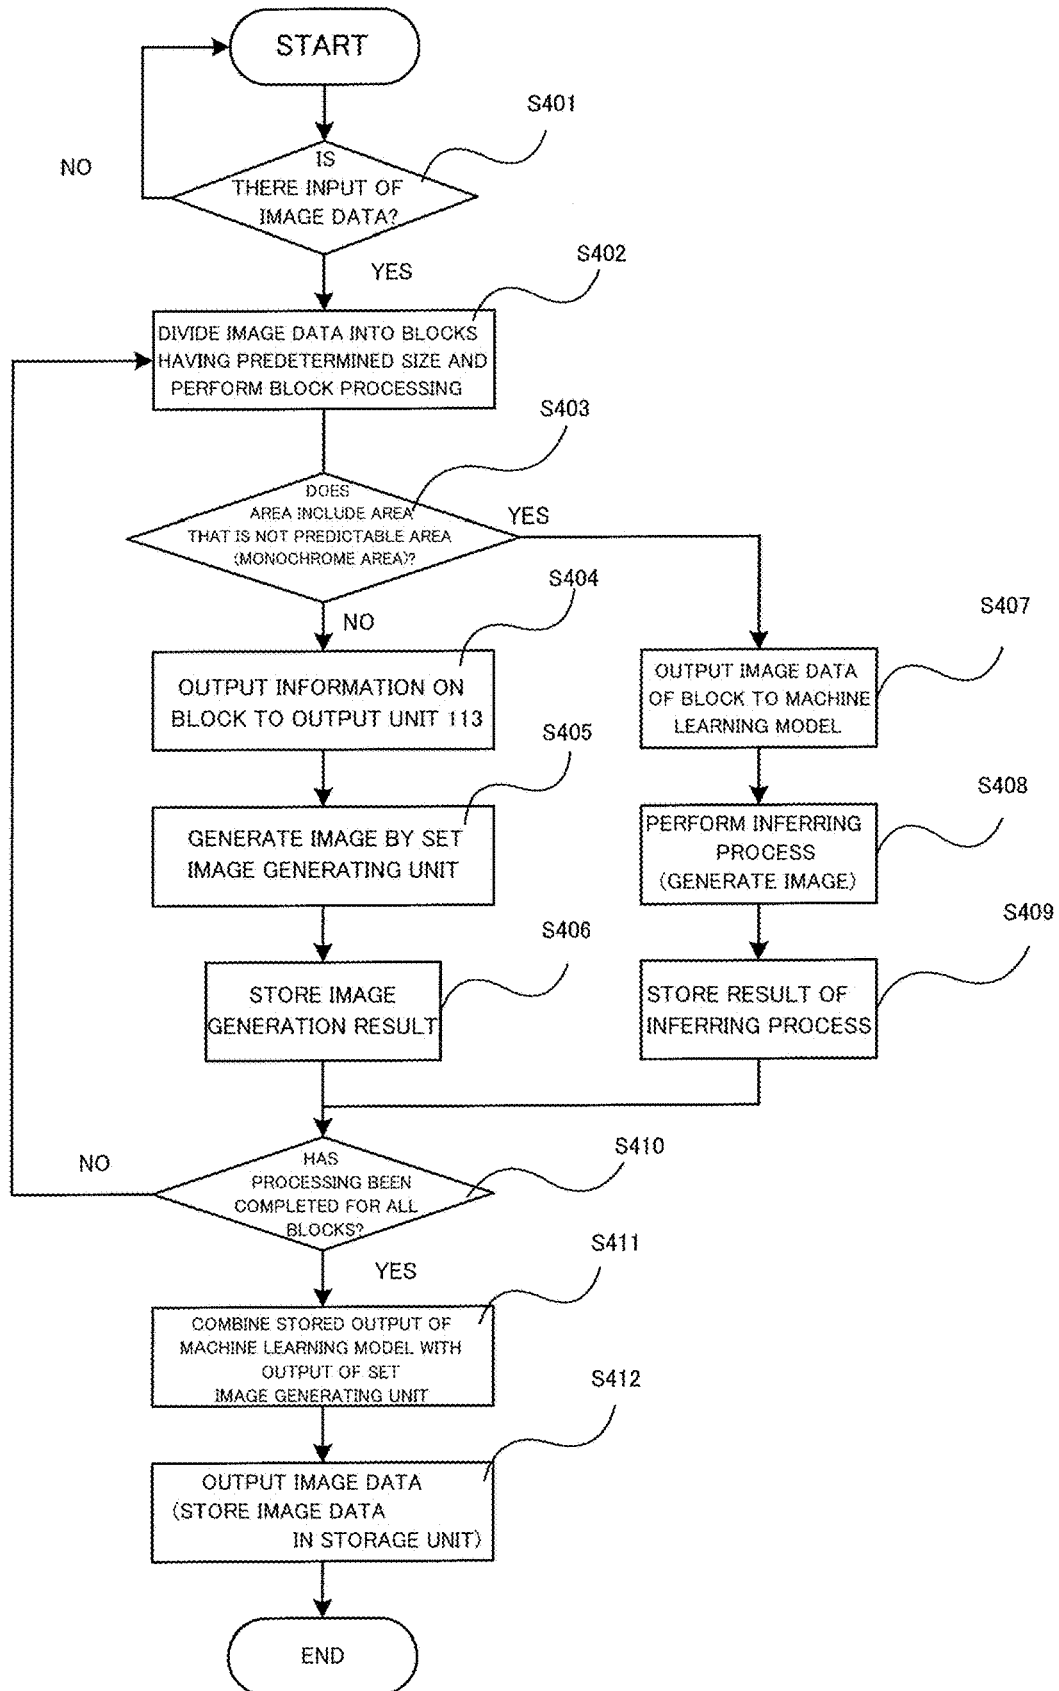 START
S401
IS
THERE INPUT OF
IMAGE DATA?
NO
YES
S402
DIVIDE IMAGE DATA INTO BLOCKS
HAVING PREDETERMINED SIZE AND
PERFORM BLOCK PROCESSING
S403
DOES
AREA INCLUDE AREA
THAT IS NOT PREDICTABLE AREA
(MONOCHROME AREA)?
YES
NO
S404
OUTPUT INFORMATION ON
BLOCK TO OUTPUT UNIT 113
S405
GENERATE IMAGE BY SET
IMAGE GENERATING UNIT
S406
STORE IMAGE
GENERATION RESULT
S407
OUTPUT IMAGE DATA
OF BLOCK TO MACHINE
LEARNING MODEL
S408
PERFORM INFERRING
PROCESS
(GENERATE IMAGE)
S409
STORE RESULT OF
INFERRING PROCESS
S410
HAS
PROCESSING BEEN
COMPLETED FOR ALL
BLOCKS?
NO
YES
S411
COMBINE STORED OUTPUT OF
MACHINE LEARNING MODEL WITH
OUTPUT OF SET
IMAGE GENERATING UNIT
S412
OUTPUT IMAGE DATA
(STORE IMAGE DATA
IN STORAGE UNIT)
END